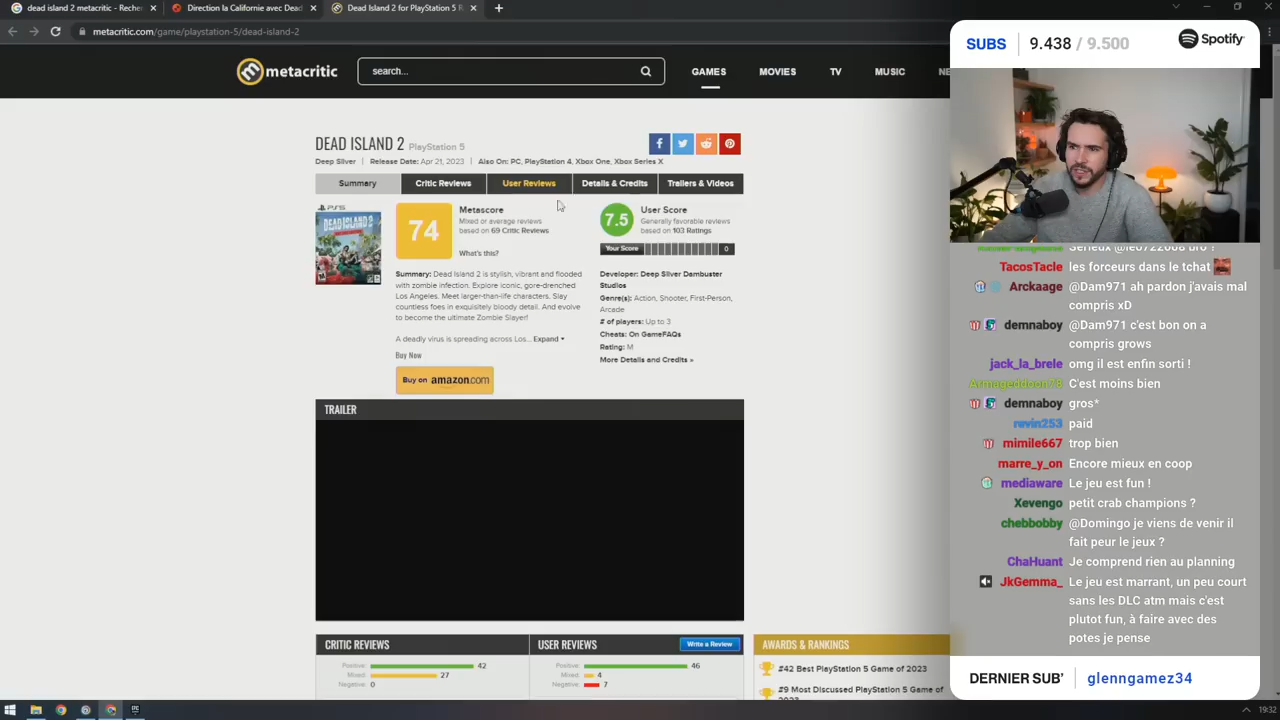 dead island 2 metacritic - Recher
Direction la Californie avec Dead
Dead Island 2 for PlayStation 5 R
metacritic.com/game/playstation-5/dead-island-2
metacritic
search...
GAMES
MOVIES
TV
MUSIC
NE
DEAD ISLAND 2 PlayStation 5
Deep Silver | Release Date: Apr 21, 2023 | Also On: PC, PlayStation 4, Xbox One, Xbox Series X
Summary
Critic Reviews
User Reviews
Details & Credits
Trailers & Videos
PS5
DEAD ISLAND 2
74
Metascore
Mixed or average reviews
based on 69 Critic Reviews
What's this?
Summary: Dead Island 2 is stylish, vibrant and flooded
with zombie infection. Explore iconic, gore-drenched
Los Angeles. Meet larger-than-life characters. Slay
countless foes in exquisitely bloody detail. And evolve
to become the ultimate Zombie Slayer!
A deadly virus is spreading across Los... Expand
Buy Now
Buy on amazon.com
7.5
User Score
Generally favorable reviews
based on 103 Ratings
Your Score 0
Developer: Deep Silver Dambuster
Studios
Genre(s): Action, Shooter, First-Person,
Arcade
# of players: Up to 3
Cheats: On GameFAQs
Rating: M
More Details and Credits »
TRAILER
CRITIC REVIEWS
Positive: 42
Mixed: 27
Negative: 0
USER REVIEWS
Write a Review
Positive: 46
Mixed: 4
Negative: 7
AWARDS & RANKINGS
#42 Best PlayStation 5 Game of 2023
#9 Most Discussed PlayStation 5 Game of
2023
SUBS 9.438 / 9.500
Spotify
TacosTacle les forceurs dans le tchat
Arckaage @Dam971 ah pardon j'avais mal
compris xD
demnaboy @Dam971 c'est bon on a
compris grows
jack_la_brele omg il est enfin sorti !
Armageddocn78 C'est moins bien
demnaboy gros*
revin253 paid
mimile667 trop bien
marre_y_on Encore mieux en coop
mediaware Le jeu est fun !
Xevengo petit crab champions ?
chebbobby @Domingo je viens de venir il
fait peur le jeux ?
ChaHuant Je comprend rien au planning
JkGemma_ Le jeu est marrant, un peu court
sans les DLC atm mais c'est
plutot fun, à faire avec des
potes je pense
DERNIER SUB' glenngamez34
19:32